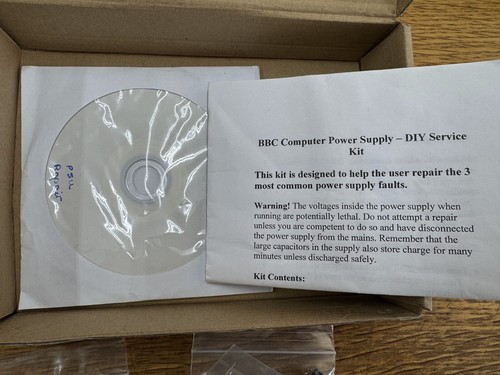 PSU
BBC Computer Power Supply – DIY Service
Kit
This kit is designed to help the user repair the 3
most common power supply faults.
Warning! The voltages inside the power supply when
running are potentially lethal. Do not attempt a repair
unless you are competent to do so and have disconnected
the power supply from the mains. Remember that the
large capacitors in the supply also store charge for many
minutes unless discharged safely.
Kit Contents: